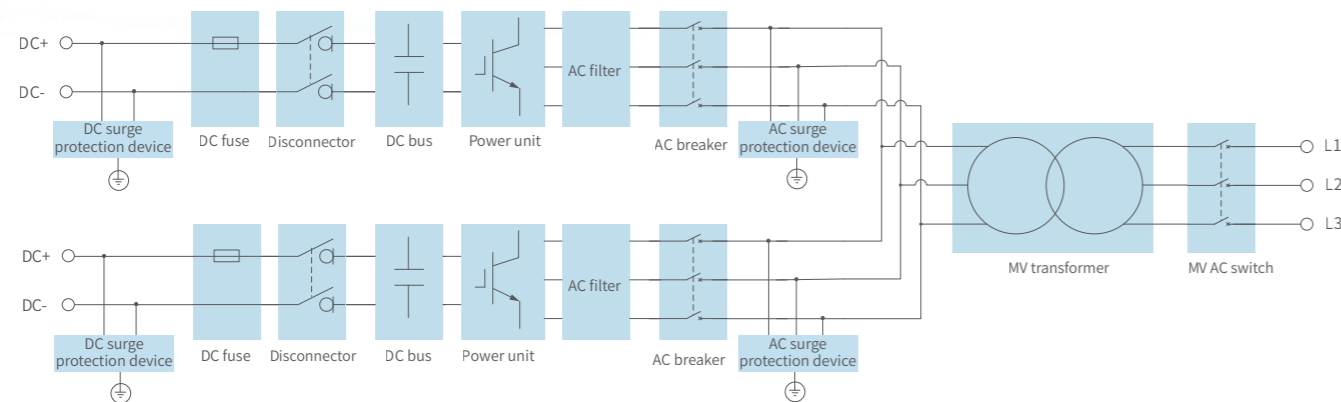 DC+
DC-
DC surge
protection device
DC fuse
Disconnector
DC bus
Power unit
AC filter
AC breaker
AC surge
protection device
DC+
DC-
DC surge
protection device
DC fuse
Disconnector
DC bus
Power unit
AC filter
AC breaker
AC surge
protection device
MV transformer
MV AC switch
L1
L2
L3